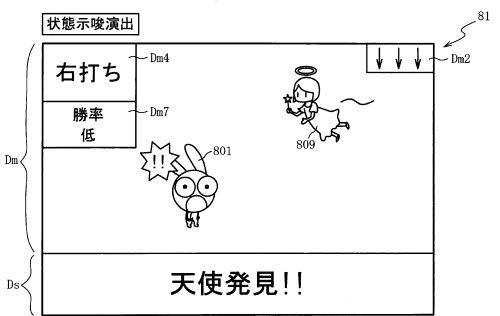 状態示唆演出
81
右打ち
Dm4
↓ ↓ ↓
Dm2
勝率
低
Dm7
!!
801
809
Dm
天使発見!!
Ds